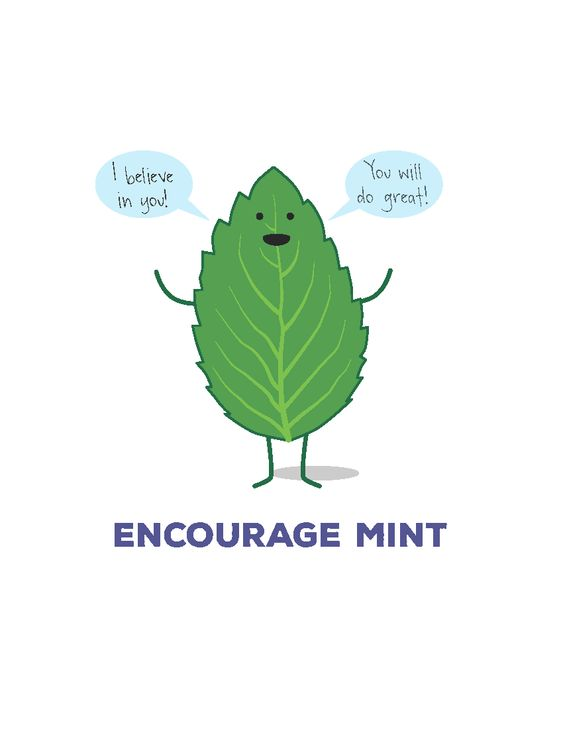 I believe
in you!
You will
do great!
ENCOURAGE MINT